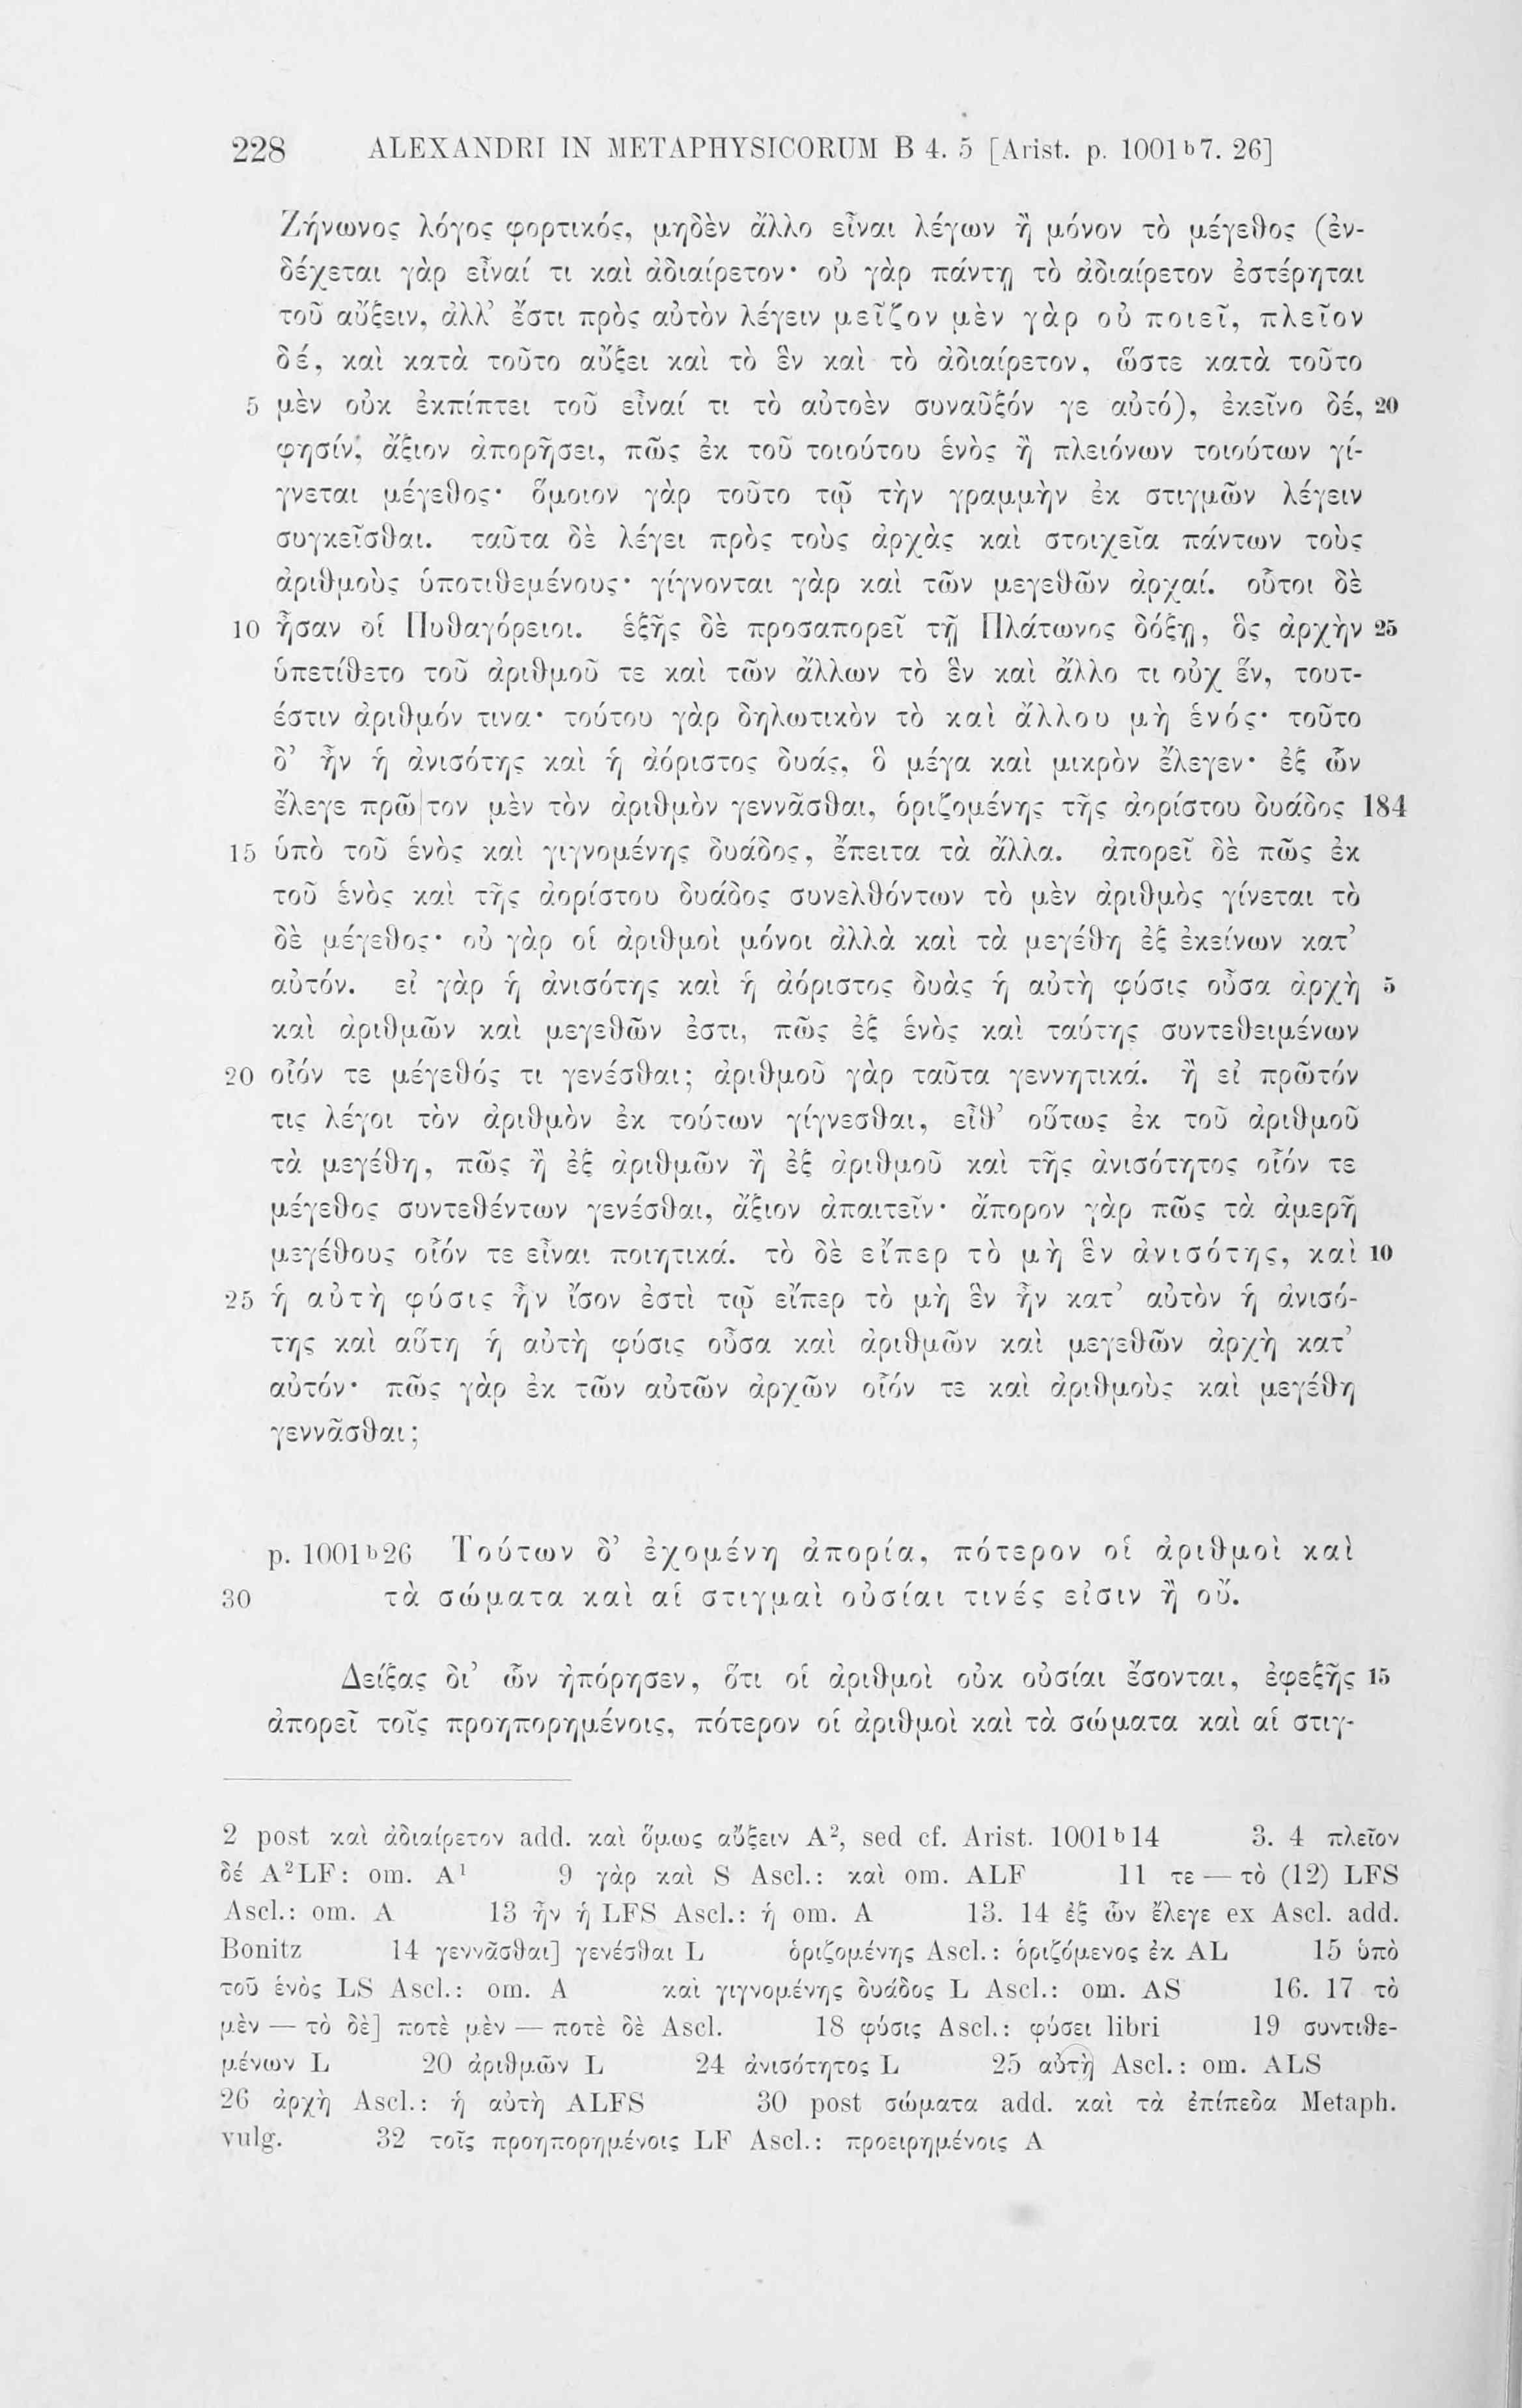 228 ALEXANDRI IN METAPHYSICORUM B 4. 5 [Arist. p. 1001ᵇ7. 26]
Ζήνωνος λόγος φορτικός, μηδὲν ἄλλο εἶναι λέγων ἢ μόνον τὸ μέγεθος (ἐν-
δέχεται γὰρ εἶναί τι καὶ ἀδιαίρετον· οὐ γὰρ πάντῃ τὸ ἀδιαίρετον ἐστέρηται
τοῦ αὔξειν, ἀλλ’ ἔστι πρὸς αὐτὸν λέγειν μεῖζον μὲν γὰρ οὐ ποιεῖ, πλεῖον
δέ, καὶ κατὰ τοῦτο αὔξει καὶ τὸ ἓν καὶ τὸ ἀδιαίρετον, ὥστε κατὰ τοῦτο
5 μὲν οὐκ ἐκπίπτει τοῦ εἶναί τι τὸ αὐτοὲν συναῦξόν γε αὐτό), ἐκεῖνο δέ, 20
φησίν, ἄξιον ἀπορῆσει, πῶς ἐκ τοῦ τοιούτου ἑνὸς ἢ πλειόνων τοιούτων γί-
γνεται μέγεθος· ὅμοιον γὰρ τοῦτο τῷ τὴν γραμμὴν ἐκ στιγμῶν λέγειν
συγκεῖσθαι. ταῦτα δὲ λέγει πρὸς τοὺς ἀρχὰς καὶ στοιχεῖα πάντων τοὺς
ἀριθμοὺς ὑποτιθεμένους· γίγνονται γὰρ καὶ τῶν μεγεθῶν ἀρχαί. οὗτοι δὲ
10 ἦσαν οἱ Πυθαγόρειοι. ἑξῆς δὲ προσαπορεῖ τῇ Πλάτωνος δόξῃ, ὃς ἀρχὴν 25
ὑπετίθετο τοῦ ἀριθμοῦ τε καὶ τῶν ἄλλων τὸ ἓν καὶ ἄλλο τι οὐχ ἕν, τουτ-
έστιν ἀριθμόν τινα· τούτου γὰρ δηλωτικὸν τὸ καὶ ἄλλου μὴ ἑνός· τοῦτο
δ’ ἦν ἡ ἀνισότης καὶ ἡ ἀόριστος δυάς, ὃ μέγα καὶ μικρὸν ἔλεγεν· ἐξ ὧν
ἔλεγε πρῶ|τον μὲν τὸν ἀριθμὸν γεννᾶσθαι, ὁριζομένης τῆς ἀορίστου δυάδος 184
15 ὑπὸ τοῦ ἑνὸς καὶ γιγνομένης δυάδος, ἔπειτα τὰ ἄλλα. ἀπορεῖ δὲ πῶς ἐκ
τοῦ ἑνὸς καὶ τῆς ἀορίστου δυάδος συνελθόντων τὸ μὲν ἀριθμὸς γίνεται τὸ
δὲ μέγεθος· οὐ γὰρ οἱ ἀριθμοὶ μόνοι ἀλλὰ καὶ τὰ μεγέθη ἐξ ἐκείνων κατ’
αὐτόν. εἰ γὰρ ἡ ἀνισότης καὶ ἡ ἀόριστος δυὰς ἡ αὐτὴ φύσις οὖσα ἀρχὴ 5
καὶ ἀριθμῶν καὶ μεγεθῶν ἐστι, πῶς ἐξ ἑνὸς καὶ ταύτης συντεθειμένων
20 οἷόν τε μέγεθός τι γενέσθαι; ἀριθμοῦ γὰρ ταῦτα γεννητικά. ἢ εἰ πρῶτόν
τις λέγοι τὸν ἀριθμὸν ἐκ τούτων γίγνεσθαι, εἶθ’ οὕτως ἐκ τοῦ ἀριθμοῦ
τὰ μεγέθη, πῶς ἢ ἐξ ἀριθμῶν ἢ ἐξ ἀριθμοῦ καὶ τῆς ἀνισότητος οἷόν τε
μέγεθος συντεθέντων γενέσθαι, ἄξιον ἀπαιτεῖν· ἄπορον γὰρ πῶς τὰ ἀμερῆ
μεγέθους οἷόν τε εἶναι ποιητικά. τὸ δὲ εἴπερ τὸ μὴ ἓν ἀνισότης, καὶ 10
25 ἡ αὐτὴ φύσις ἦν ἴσον ἐστὶ τῷ εἴπερ τὸ μὴ ἓν ἦν κατ’ αὐτὸν ἡ ἀνισό-
της καὶ αὕτη ἡ αὐτὴ φύσις οὖσα καὶ ἀριθμῶν καὶ μεγεθῶν ἀρχὴ κατ’
αὐτόν· πῶς γὰρ ἐκ τῶν αὐτῶν ἀρχῶν οἷόν τε καὶ ἀριθμοὺς καὶ μεγέθη
γεννᾶσθαι;
p. 1001ᵇ26 Τούτων δ’ ἐχομένη ἀπορία, πότερον οἱ ἀριθμοὶ καὶ
30 τὰ σώματα καὶ αἱ στιγμαὶ οὐσίαι τινές εἰσιν ἢ οὔ.
Δείξας δι’ ὧν ἠπόρησεν, ὅτι οἱ ἀριθμοὶ οὐκ οὐσίαι ἔσονται, ἐφεξῆς 15
ἀπορεῖ τοῖς προηπορημένοις, πότερον οἱ ἀριθμοὶ καὶ τὰ σώματα καὶ αἱ στιγ-
2 post καὶ ἀδιαίρετον add. καὶ ὅμως αὔξειν A², sed cf. Arist. 1001ᵇ14 3. 4 πλεῖον
δέ A²LF: om. A¹ 9 γὰρ καὶ S Ascl.: καὶ om. ALF 11 τε — τὸ (12) LFS
Ascl.: om. A 13 ἦν ἡ LFS Ascl.: ἡ om. A 13. 14 ἐξ ὧν ἔλεγε ex Ascl. add.
Bonitz 14 γεννᾶσθαι] γενέσθαι L ὁριζομένης Ascl.: ὁριζόμενος ἐκ AL 15 ὑπὸ
τοῦ ἑνὸς LS Ascl.: om. A καὶ γιγνομένης δυάδος L Ascl.: om. AS 16. 17 τὸ
μὲν — τὸ δὲ] ποτὲ μὲν — ποτὲ δὲ Ascl. 18 φύσις Ascl.: φύσει libri 19 συντιθε-
μένων L 20 ἀριθμῶν L 24 ἀνισότητος L 25 αὐτὴ Ascl.: om. ALS
26 ἀρχὴ Ascl.: ἡ αὐτὴ ALFS 30 post σώματα add. καὶ τὰ ἐπίπεδα Metaph.
vulg. 32 τοῖς προηπορημένοις LF Ascl.: προειρημένοις A